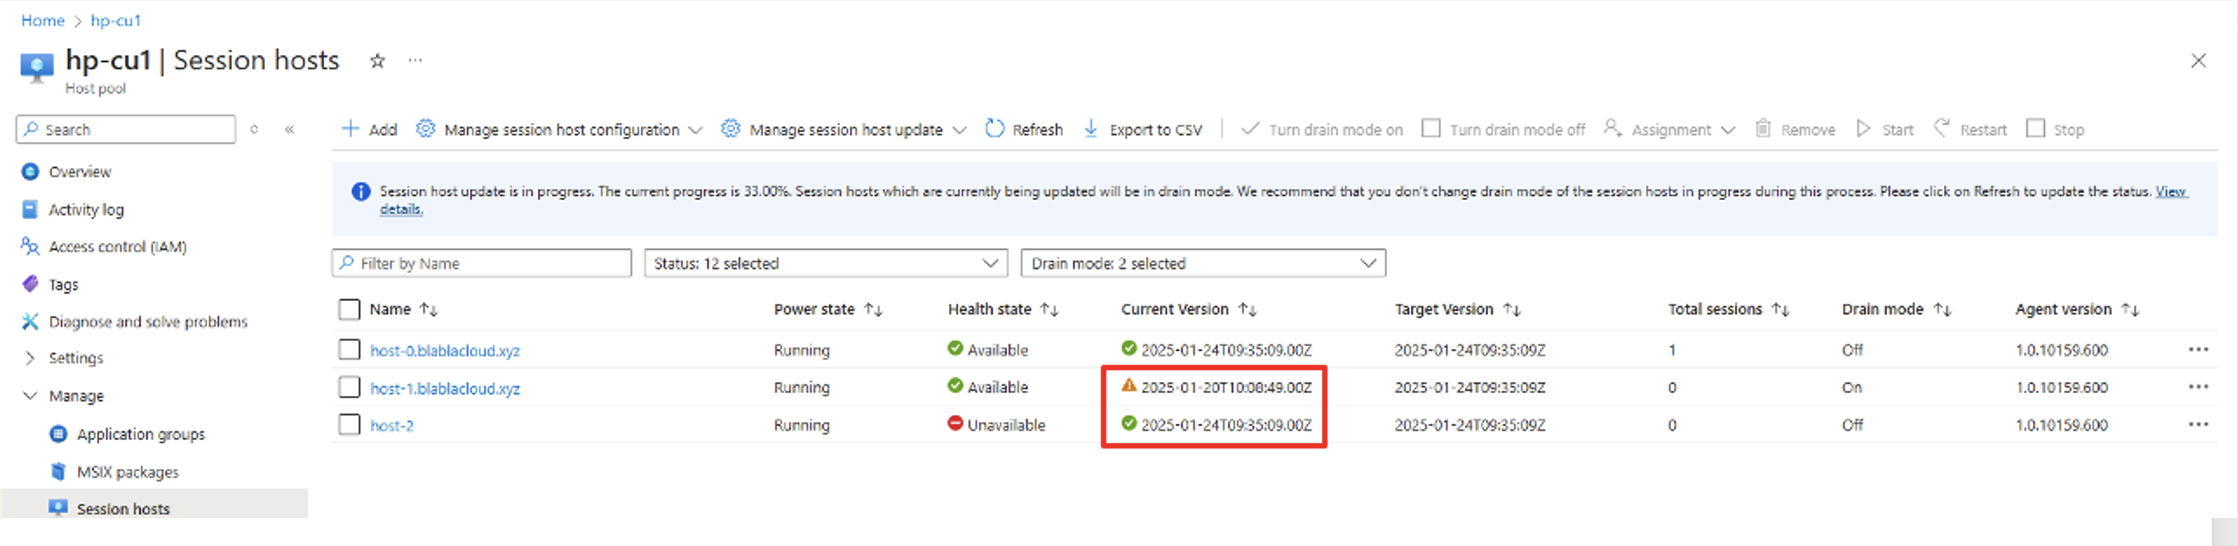 Home > hp-cu1
hp-cu1 | Session hosts ☆ ...
Host pool
Search
Add Manage session host configuration Manage session host update Refresh Export to CSV | Turn drain mode on Turn drain mode off Assignment Remove Start Restart Stop
Overview
Activity log
Access control (IAM)
Tags
Diagnose and solve problems
Settings
Manage
Application groups
MSIX packages
Session hosts
Session host update is in progress. The current progress is 33.00%. Session hosts which are currently being updated will be in drain mode. We recommend that you don't change drain mode of the session hosts in progress during this process. Please click on Refresh to update the status. View
details.
Filter by Name Status: 12 selected Drain mode: 2 selected
Name ↑↓ Power state ↑↓ Health state ↑↓ Current Version ↑↓ Target Version ↑↓ Total sessions ↑↓ Drain mode ↑↓ Agent version ↑↓
host-0.blablacloud.xyz Running Available 2025-01-24T09:35:09.00Z 2025-01-24T09:35:09Z 1 Off 1.0.10159.600 ...
host-1.blablacloud.xyz Running Available 2025-01-20T10:08:49.00Z 2025-01-24T09:35:09Z 0 On 1.0.10159.600 ...
host-2 Running Unavailable 2025-01-24T09:35:09.00Z 2025-01-24T09:35:09Z 0 Off 1.0.10159.600 ...